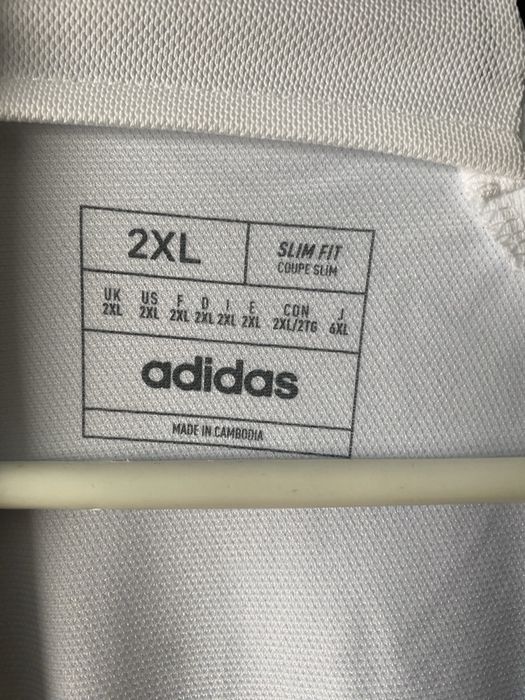 2XL
SLIM FIT
COUPE SLIM
UK US F D I E CDN J
2XL 2XL 2XL 2XL 2XL 2XL 2XL/2TG 6XL
adidas
MADE IN CAMBODIA